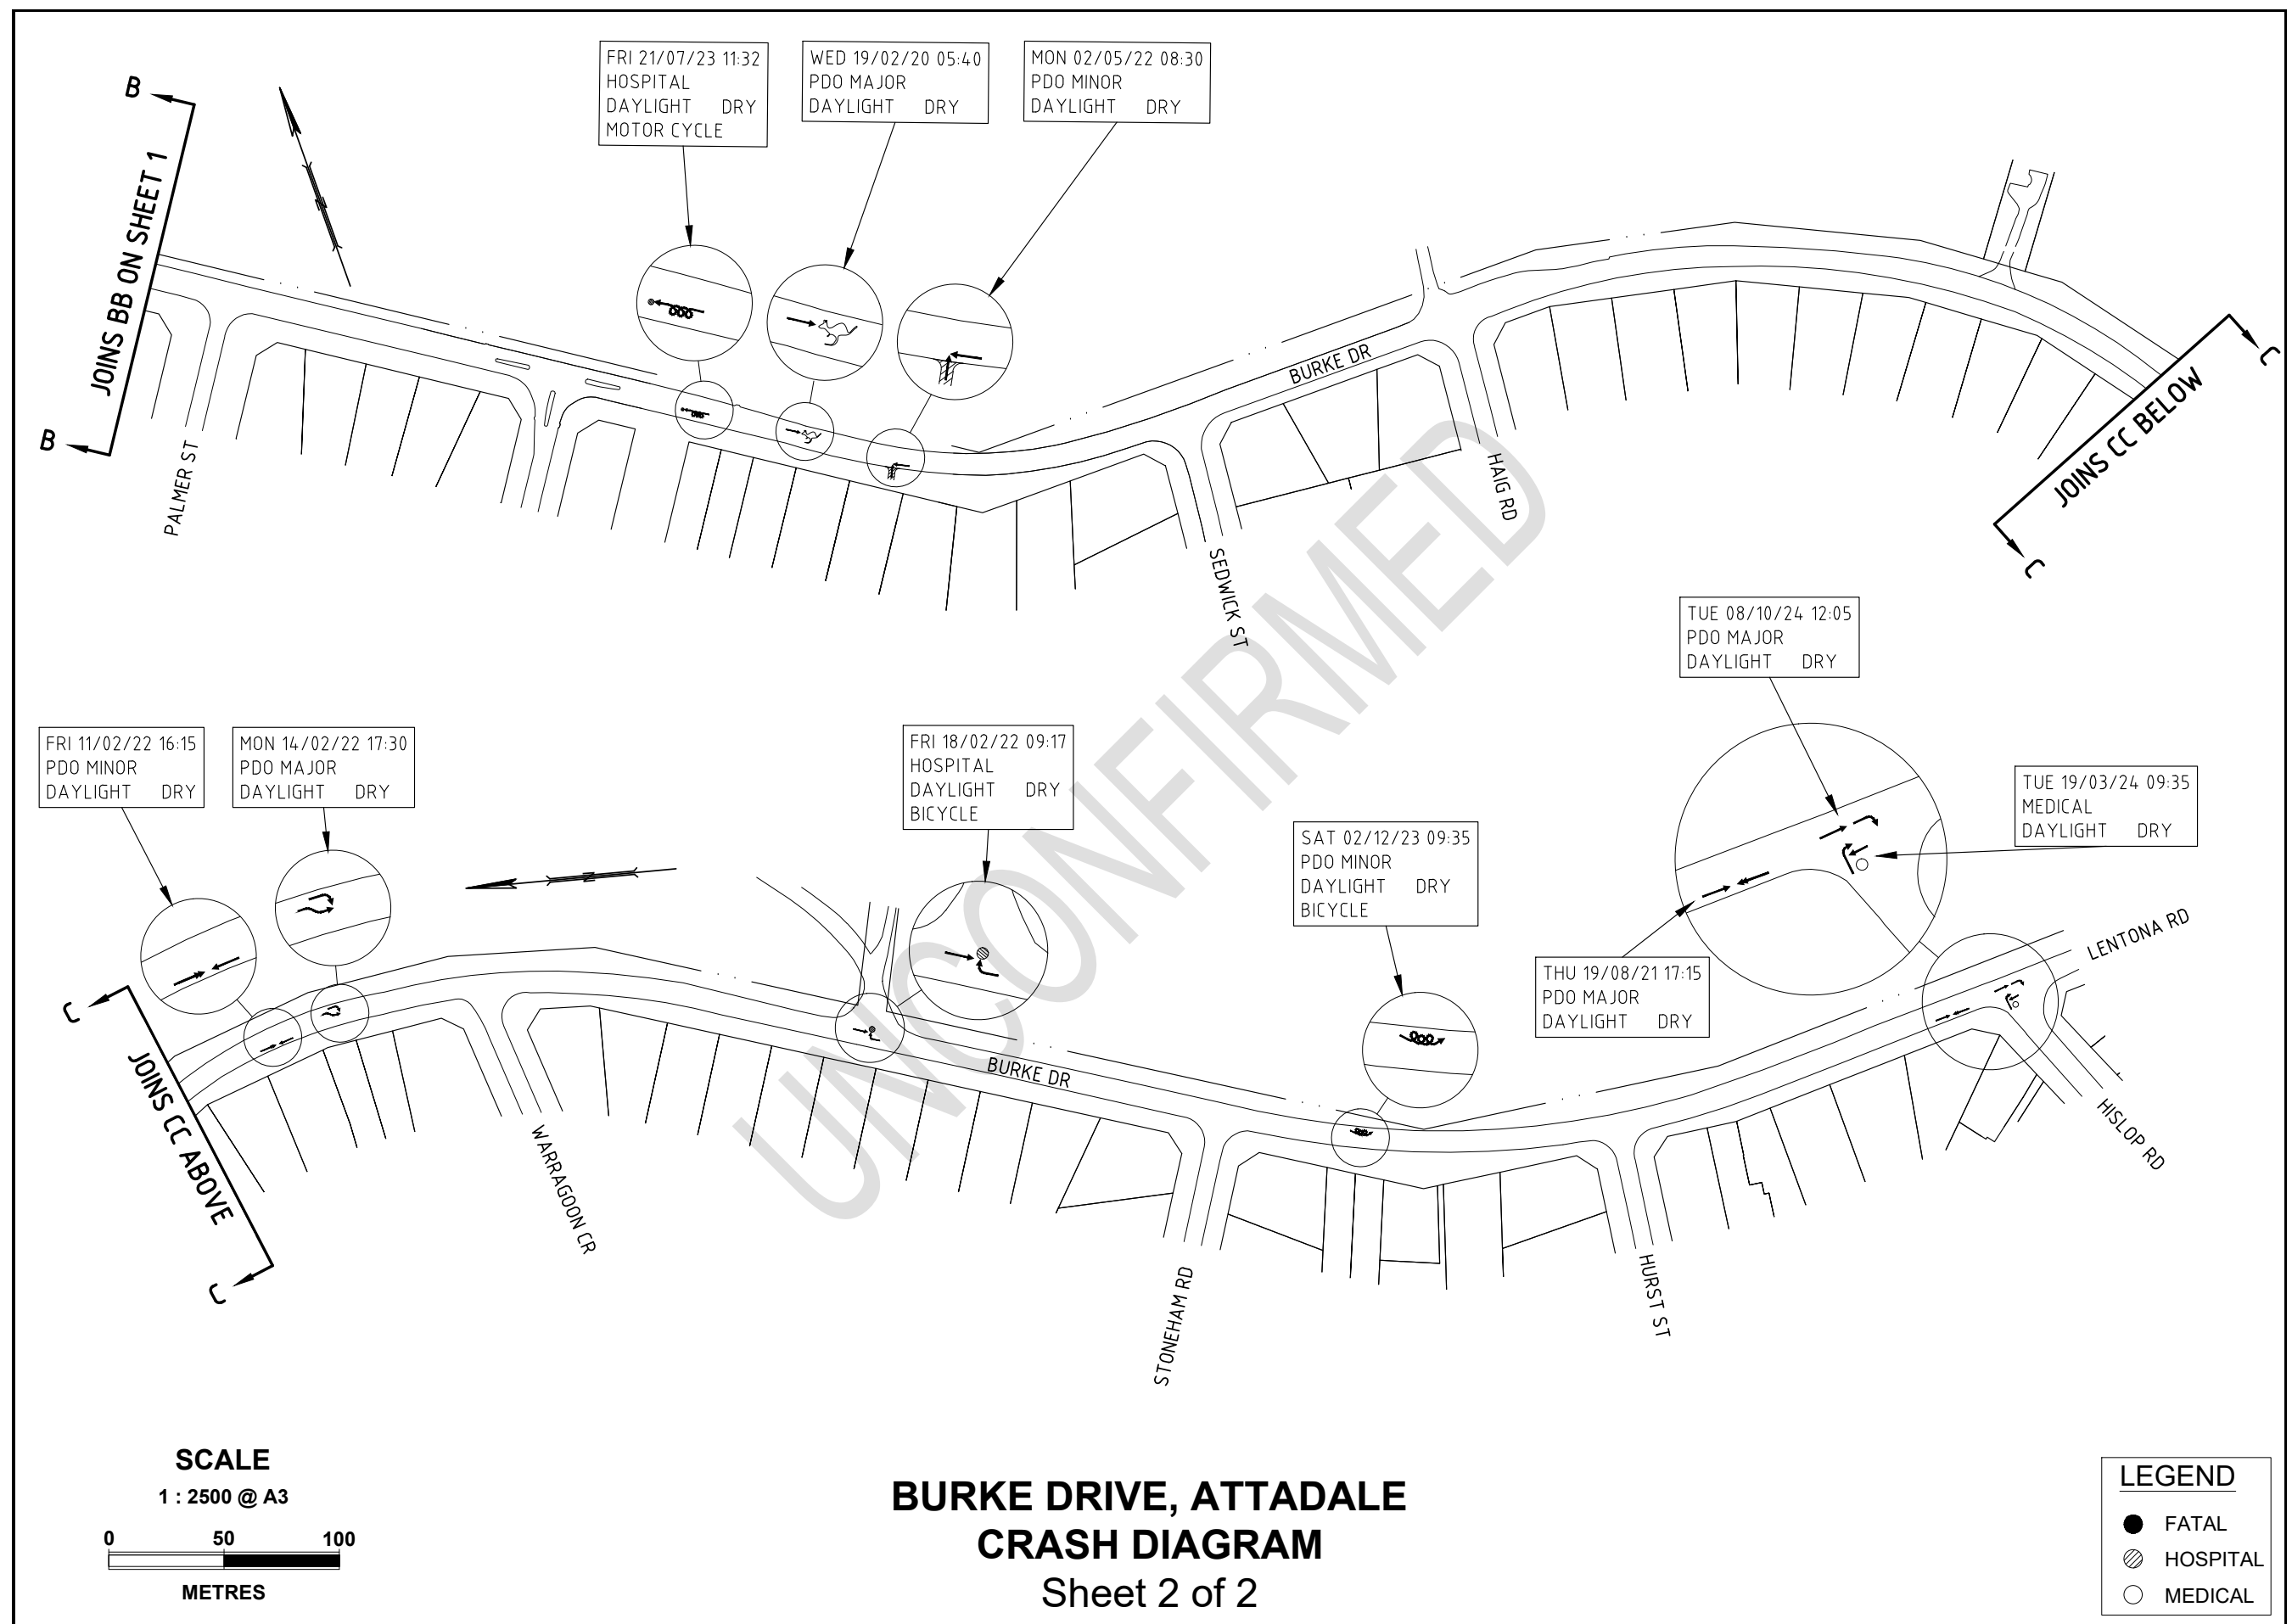 FRI 21/07/23 11:32
HOSPITAL
DAYLIGHT DRY
MOTOR CYCLE
WED 19/02/20 05:40
PDO MAJOR
DAYLIGHT DRY
MON 02/05/22 08:30
PDO MINOR
DAYLIGHT DRY
B
B
JOINS BB ON SHEET 1
N
PALMER ST
BURKE DR
SEDWICK ST
HAIG RD
C
C
JOINS CC BELOW
UNCONFIRMED
TUE 08/10/24 12:05
PDO MAJOR
DAYLIGHT DRY
FRI 11/02/22 16:15
PDO MINOR
DAYLIGHT DRY
MON 14/02/22 17:30
PDO MAJOR
DAYLIGHT DRY
FRI 18/02/22 09:17
HOSPITAL
DAYLIGHT DRY
BICYCLE
SAT 02/12/23 09:35
PDO MINOR
DAYLIGHT DRY
BICYCLE
TUE 19/03/24 09:35
MEDICAL
DAYLIGHT DRY
THU 19/08/21 17:15
PDO MAJOR
DAYLIGHT DRY
N
C
C
JOINS CC ABOVE
WARRAGOON CR
BURKE DR
STONEHAM RD
HURST ST
LENTONA RD
HISLOP RD
SCALE
1 : 2500 @ A3
0 50 100
METRES
BURKE DRIVE, ATTADALE
CRASH DIAGRAM
Sheet 2 of 2
LEGEND
FATAL
HOSPITAL
MEDICAL